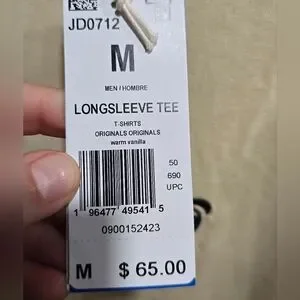 JD0712
M
MEN / HOMBRE
LONGSLEEVE TEE
T-SHIRTS
ORIGINALS ORIGINALS
warm vanilla
50
690
UPC
1 96477 49541 5
0900152423
M $ 65.00